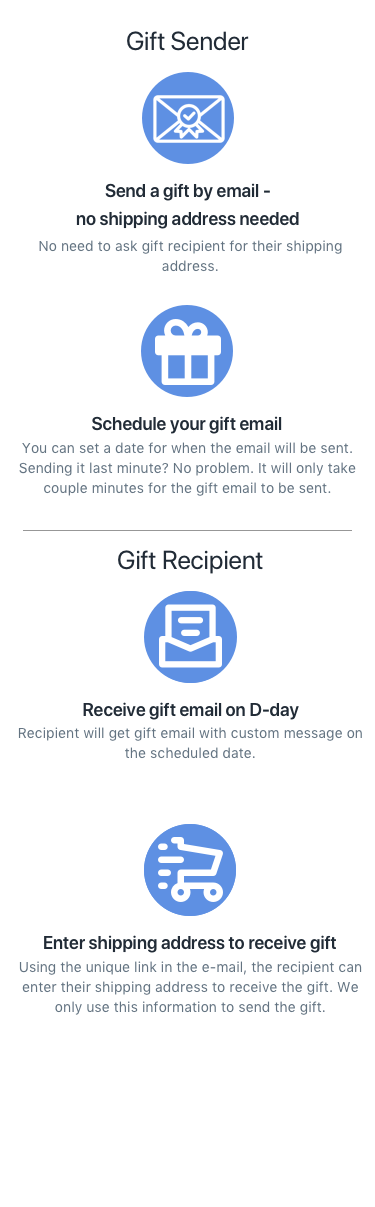 Gift Sender
Send a gift by email -
no shipping address needed
No need to ask gift recipient for their shipping
address.
Schedule your gift email
You can set a date for when the email will be sent.
Sending it last minute? No problem. It will only take
couple minutes for the gift email to be sent.
Gift Recipient
Receive gift email on D-day
Recipient will get gift email with custom message on
the scheduled date.
Enter shipping address to receive gift
Using the unique link in the e-mail, the recipient can
enter their shipping address to receive the gift. We
only use this information to send the gift.